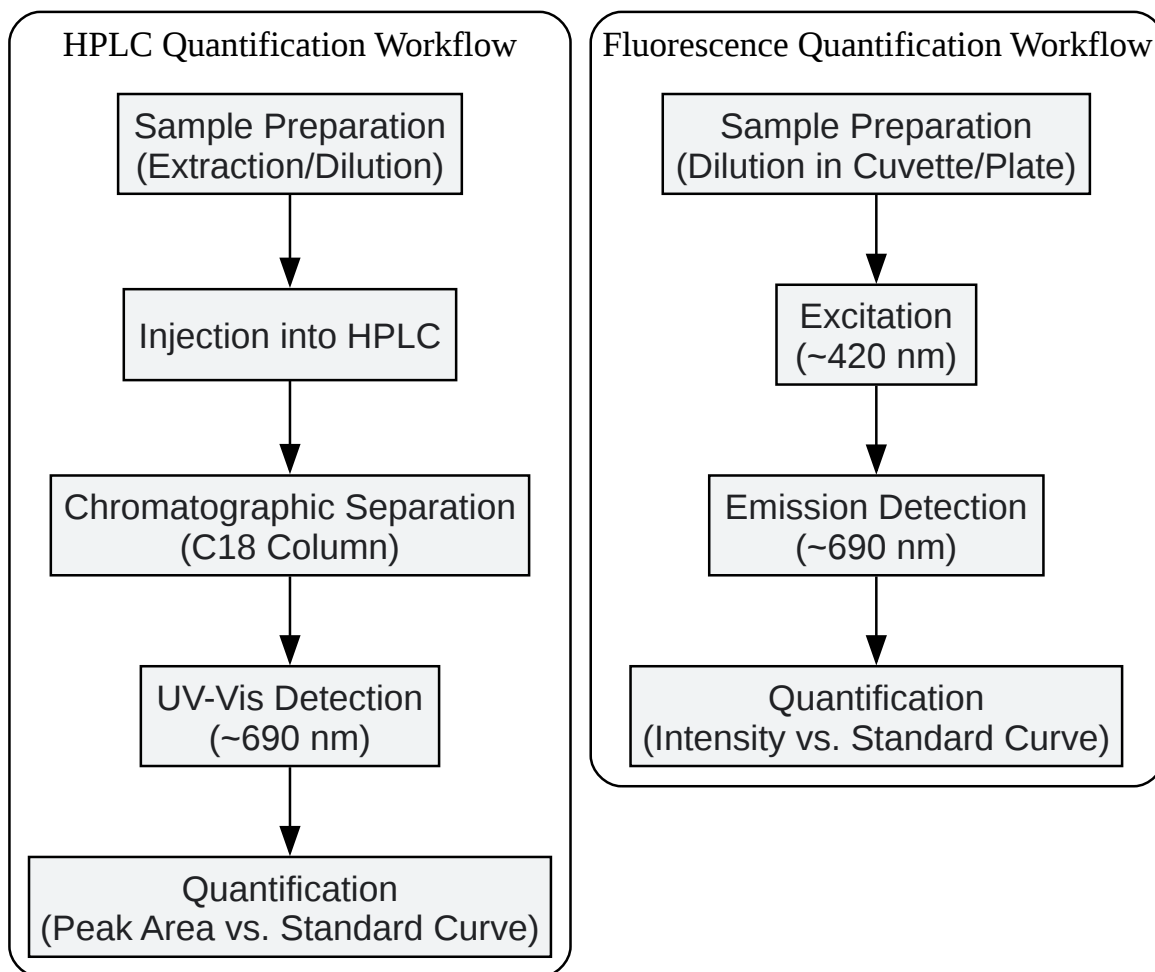 HPLC Quantification Workflow
Sample Preparation
(Extraction/Dilution)
Injection into HPLC
Chromatographic Separation
(C18 Column)
UV-Vis Detection
(~690 nm)
Quantification
(Peak Area vs. Standard Curve)
Fluorescence Quantification Workflow
Sample Preparation
(Dilution in Cuvette/Plate)
Excitation
(~420 nm)
Emission Detection
(~690 nm)
Quantification
(Intensity vs. Standard Curve)